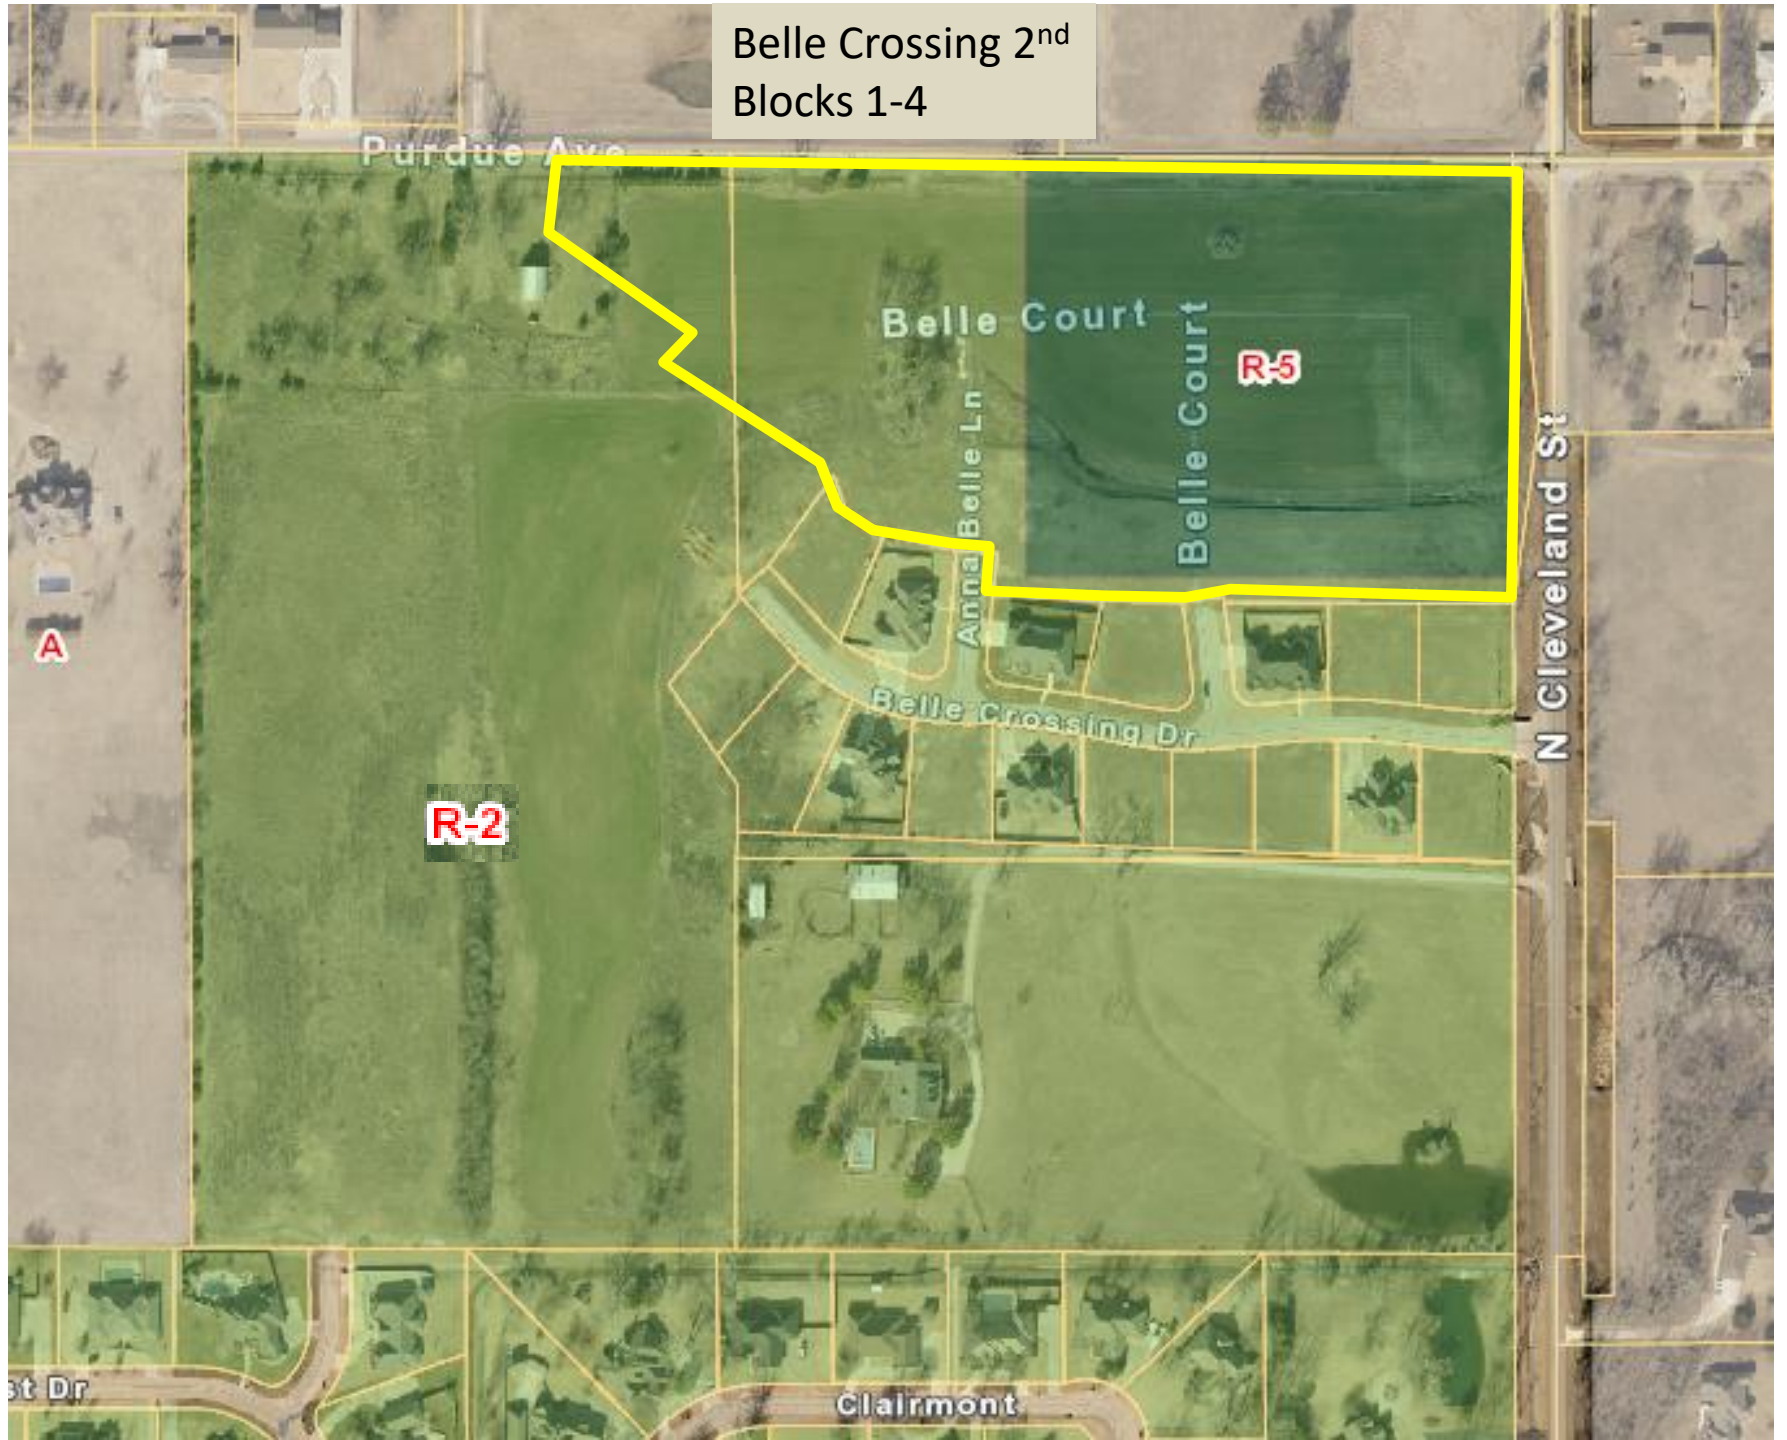 Belle Crossing 2nd
Blocks 1-4
Purdue Ave
Belle Court
Belle Court
R-5
Anna Belle Ln
N Cleveland St
A
Belle Crossing Dr
R-2
st Dr
Clairmont